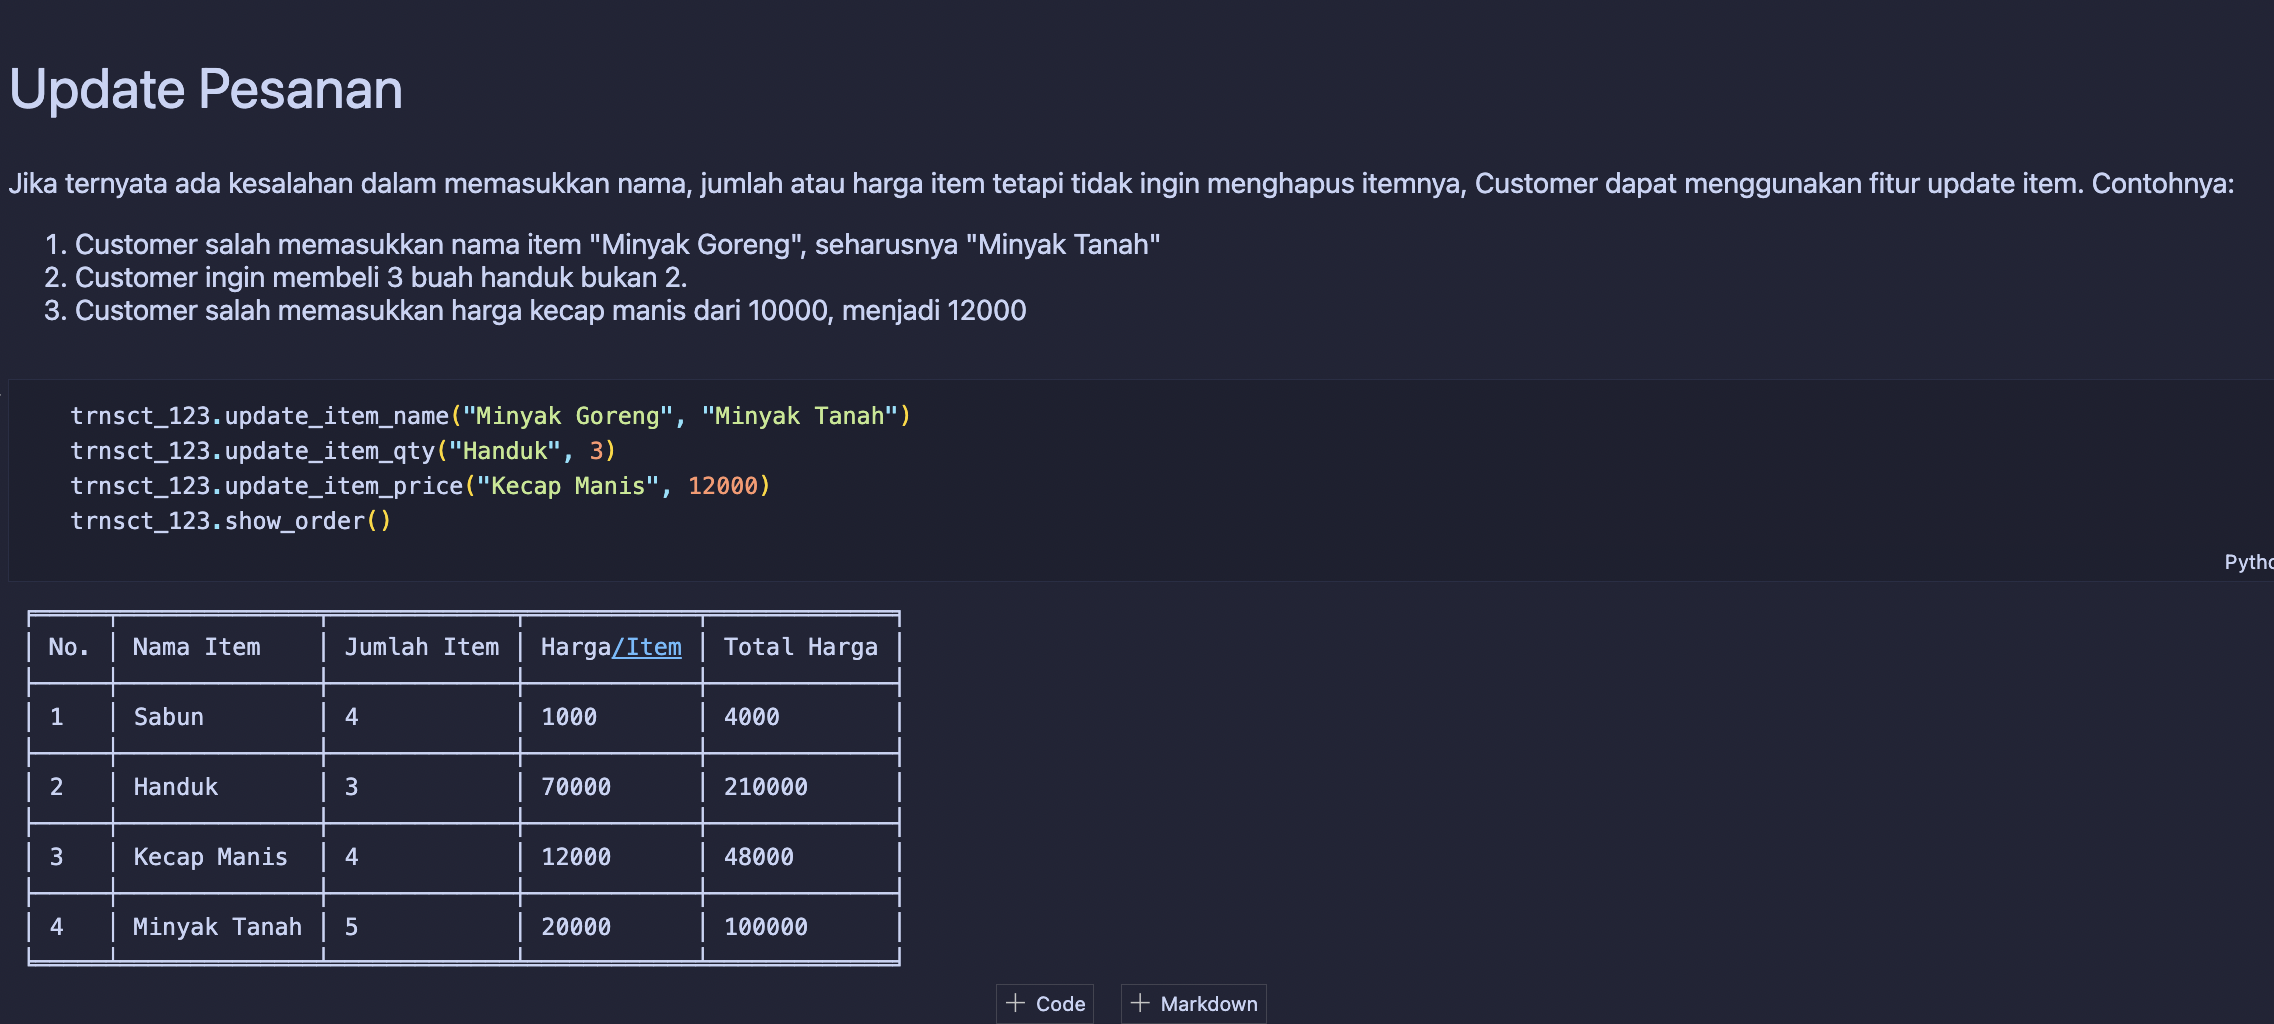 Update Pesanan
Jika ternyata ada kesalahan dalam memasukkan nama, jumlah atau harga item tetapi tidak ingin menghapus itemnya, Customer dapat menggunakan fitur update item. Contohnya:
1. Customer salah memasukkan nama item "Minyak Goreng", seharusnya "Minyak Tanah"
2. Customer ingin membeli 3 buah handuk bukan 2.
3. Customer salah memasukkan harga kecap manis dari 10000, menjadi 12000
trnsct_123.update_item_name("Minyak Goreng", "Minyak Tanah")
trnsct_123.update_item_qty("Handuk", 3)
trnsct_123.update_item_price("Kecap Manis", 12000)
trnsct_123.show_order()
Pytho
No. Nama Item Jumlah Item Harga/Item Total Harga
1 Sabun 4 1000 4000
2 Handuk 3 70000 210000
3 Kecap Manis 4 12000 48000
4 Minyak Tanah 5 20000 100000
+ Code + Markdown